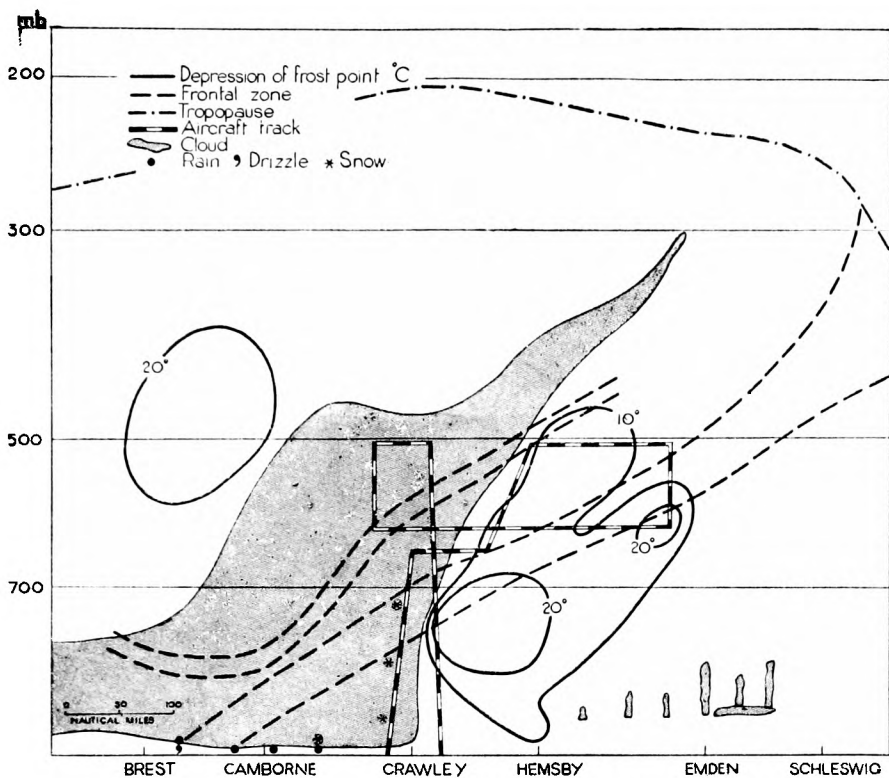 mb
200
Depression of frost point °C
Frontal zone
Tropopause
Aircraft track
Cloud
Rain Drizzle Snow
300
20°
10°
500
20°
700
20°
0 50 100
NAUTICAL MILES
BREST CAMBORNE CRAWLEY HEMSBY EMDEN SCHLESWIG